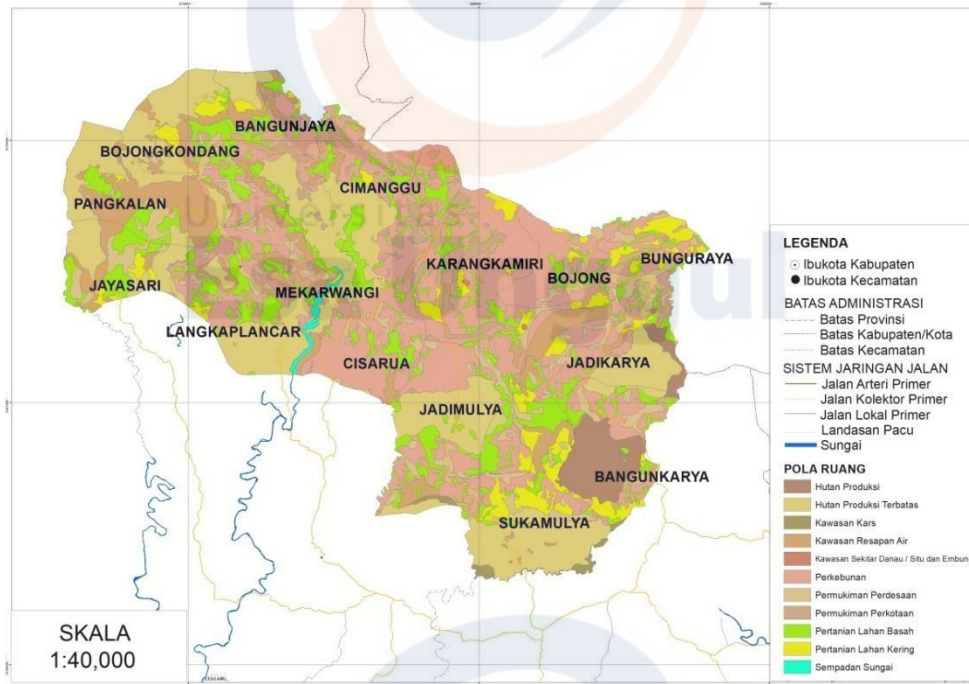 BANGUNJAYA
BOJONGKONDANG
CIMANGGU
PANGKALAN
Universitas
Esa Unggul
KARANGKAMIRI
BUNGURAYA
BOJONG
JAYASARI
MEKARWANGI
LANGKAPLANCAR
CISARUA
JADIKARYA
JADIMULYA
BANGUNKARYA
SUKAMULYA
SKALA
1:40,000
LEGENDA
Ibukota Kabupaten
Ibukota Kecamatan
BATAS ADMINISTRASI
Batas Provinsi
Batas Kabupaten/Kota
Batas Kecamatan
SISTEM JARINGAN JALAN
Jalan Arteri Primer
Jalan Kolektor Primer
Jalan Lokal Primer
Landasan Pacu
Sungai
POLA RUANG
Hutan Produksi
Hutan Produksi Terbatas
Kawasan Kars
Kawasan Resapan Air
Kawasan Sekitar Danau / Situ dan Embung
Perkebunan
Permukiman Perdesaan
Permukiman Perkotaan
Pertanian Lahan Basah
Pertanian Lahan Kering
Sempadan Sungai